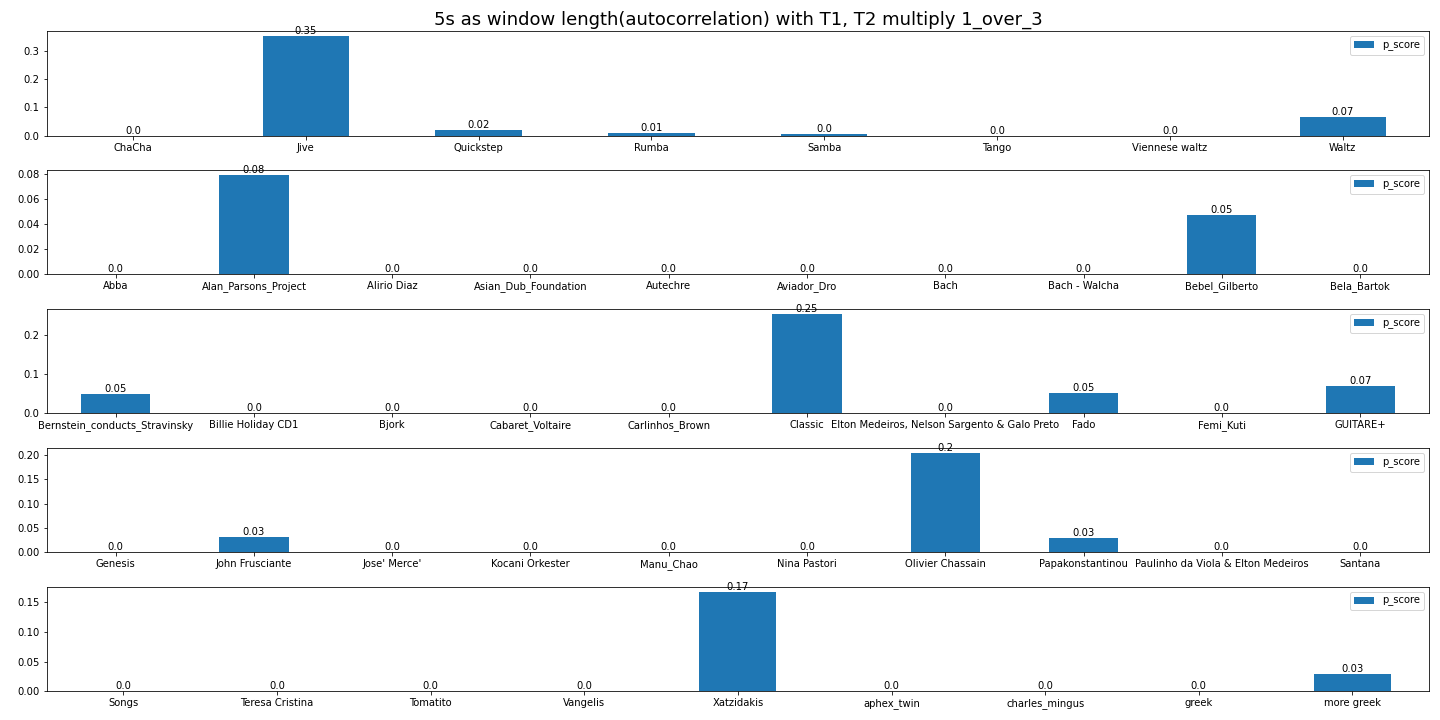 5s as window length(autocorrelation) with T1, T2 multiply 1_over_3
p_score
0.3
0.2
0.1
0.0
0.0 0.35 0.02 0.01 0.0 0.0 0.0 0.07
ChaCha Jive Quickstep Rumba Samba Tango Viennese waltz Waltz
p_score
0.08
0.06
0.04
0.02
0.00
0.0 0.08 0.0 0.0 0.0 0.0 0.0 0.0 0.05 0.0
Abba Alan_Parsons_Project Alirio Diaz Asian_Dub_Foundation Autechre Aviador_Dro Bach Bach - Walcha Bebel_Gilberto Bela_Bartok
p_score
0.2
0.1
0.0
0.05 0.0 0.0 0.0 0.0 0.25 0.0 0.05 0.0 0.07
Bernstein_conducts_Stravinsky Billie Holiday CD1 Bjork Cabaret_Voltaire Carlinhos_Brown Classic Elton Medeiros, Nelson Sargento & Galo Preto Fado Femi_Kuti GUITARE+
p_score
0.20
0.15
0.10
0.05
0.00
0.0 0.03 0.0 0.0 0.0 0.0 0.2 0.03 0.0 0.0
Genesis John Frusciante Jose' Merce' Kocani Orkester Manu_Chao Nina Pastori Olivier Chassain Papakonstantinou Paulinho da Viola & Elton Medeiros Santana
p_score
0.15
0.10
0.05
0.00
0.0 0.0 0.0 0.0 0.17 0.0 0.0 0.0 0.03
Songs Teresa Cristina Tomatito Vangelis Xatzidakis aphex_twin charles_mingus greek more greek